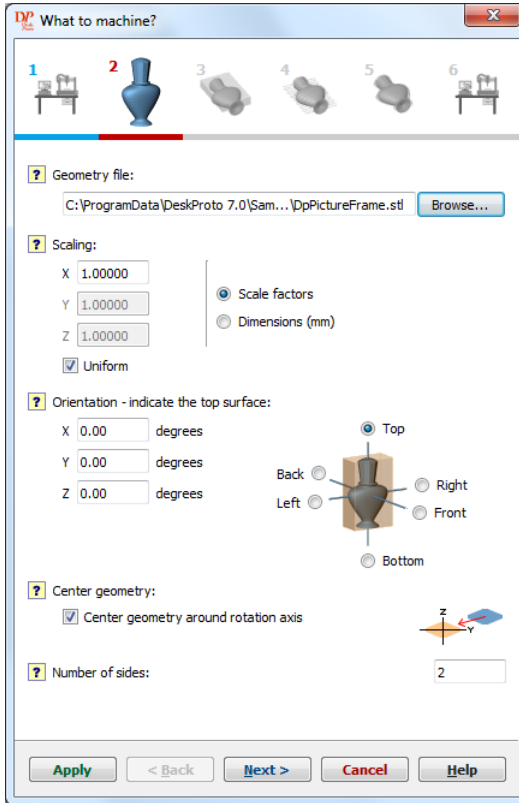 DP Desk Proto What to machine?
1 2 3 4 5 6
? Geometry file:
C:\ProgramData\DeskProto 7.0\Sam...\DpPictureFrame.stl Browse...
? Scaling:
X 1.00000
Scale factors
Y 1.00000
Dimensions (mm)
Z 1.00000
Uniform
? Orientation - indicate the top surface:
X 0.00 degrees Top
Y 0.00 degrees
Back
Z 0.00 degrees
Right
Left
Front
Bottom
? Center geometry:
Center geometry around rotation axis
Z
Y
? Number of sides: 2
Apply < Back Next > Cancel Help